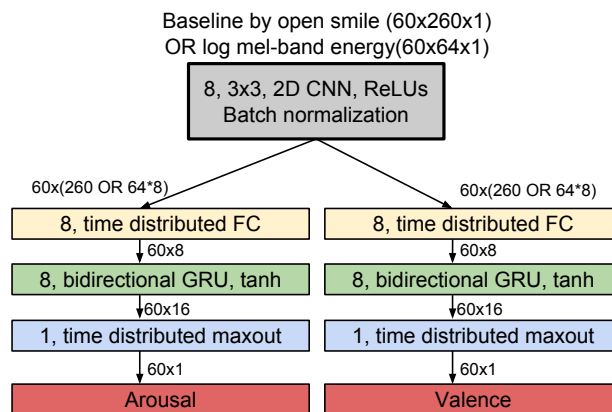 Baseline by open smile (60x260x1)
OR log mel-band energy(60x64x1)
8, 3x3, 2D CNN, ReLUs
Batch normalization
60x(260 OR 64*8)
60x(260 OR 64*8)
8, time distributed FC
8, time distributed FC
60x8
60x8
8, bidirectional GRU, tanh
8, bidirectional GRU, tanh
60x16
60x16
1, time distributed maxout
1, time distributed maxout
60x1
60x1
Arousal
Valence